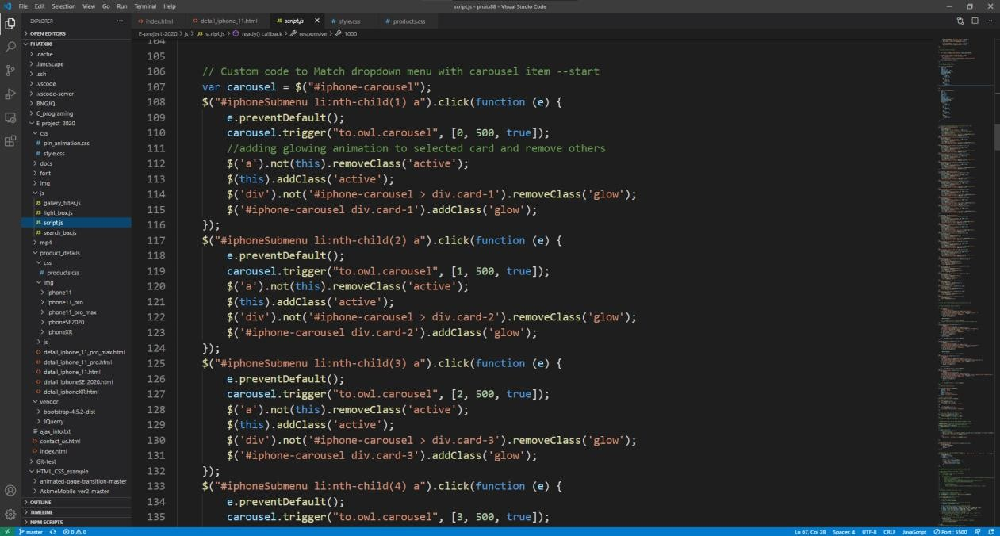 File Edit Selection View Go Run Terminal Help
script.js - phatx88 - Visual Studio Code
EXPLORER
OPEN EDITORS
PHATX88
.cache
.landscape
.ssh
.vscode
.vscode-server
BNGJQ
C_programing
E-project-2020
css
pin_animation.css
style.css
docs
font
img
js
gallery_filter.js
light_box.js
script.js
search_bar.js
mp4
product_details
css
products.css
img
iphone11
iphone11_pro
iphone11_pro_max
iphoneSE2020
iphoneXR
js
detail_iphone_11_pro_max.html
detail_iphone_11_pro.html
detail_iphone_11.html
detail_iphoneSE_2020.html
detail_iphoneXR.html
vendor
bootstrap-4.5.2-dist
JQuerry
ajax_info.txt
contact_us.html
index.html
Git-test
HTML_CSS_example
animated-page-transition-master
AskmeMobile-ver2-master
OUTLINE
TIMELINE
NPM SCRIPTS
index.html detail_iphone_11.html script.js style.css products.css
E-project-2020 > js > script.js > ready() callback > responsive > 1000
104
105
106 // Custom code to Match dropdown menu with carousel item --start
107 var carousel = $("#iphone-carousel");
108 $("#iphoneSubmenu li:nth-child(1) a").click(function (e) {
109 e.preventDefault();
110 carousel.trigger("to.owl.carousel", [0, 500, true]);
111 //adding glowing animation to selected card and remove others
112 $('a').not(this).removeClass('active');
113 $(this).addClass('active');
114 $('div').not('#iphone-carousel > div.card-1').removeClass('glow');
115 $('#iphone-carousel div.card-1').addClass('glow');
116 });
117 $("#iphoneSubmenu li:nth-child(2) a").click(function (e) {
118 e.preventDefault();
119 carousel.trigger("to.owl.carousel", [1, 500, true]);
120 $('a').not(this).removeClass('active');
121 $(this).addClass('active');
122 $('div').not('#iphone-carousel > div.card-2').removeClass('glow');
123 $('#iphone-carousel div.card-2').addClass('glow');
124 });
125 $("#iphoneSubmenu li:nth-child(3) a").click(function (e) {
126 e.preventDefault();
127 carousel.trigger("to.owl.carousel", [2, 500, true]);
128 $('a').not(this).removeClass('active');
129 $(this).addClass('active');
130 $('div').not('#iphone-carousel > div.card-3').removeClass('glow');
131 $('#iphone-carousel div.card-3').addClass('glow');
132 });
133 $("#iphoneSubmenu li:nth-child(4) a").click(function (e) {
134 e.preventDefault();
135 carousel.trigger("to.owl.carousel", [3, 500, true]);
master 0 0 Ln 67, Col 28 Spaces: 4 UTF-8 CRLF JavaScript Port : 5500